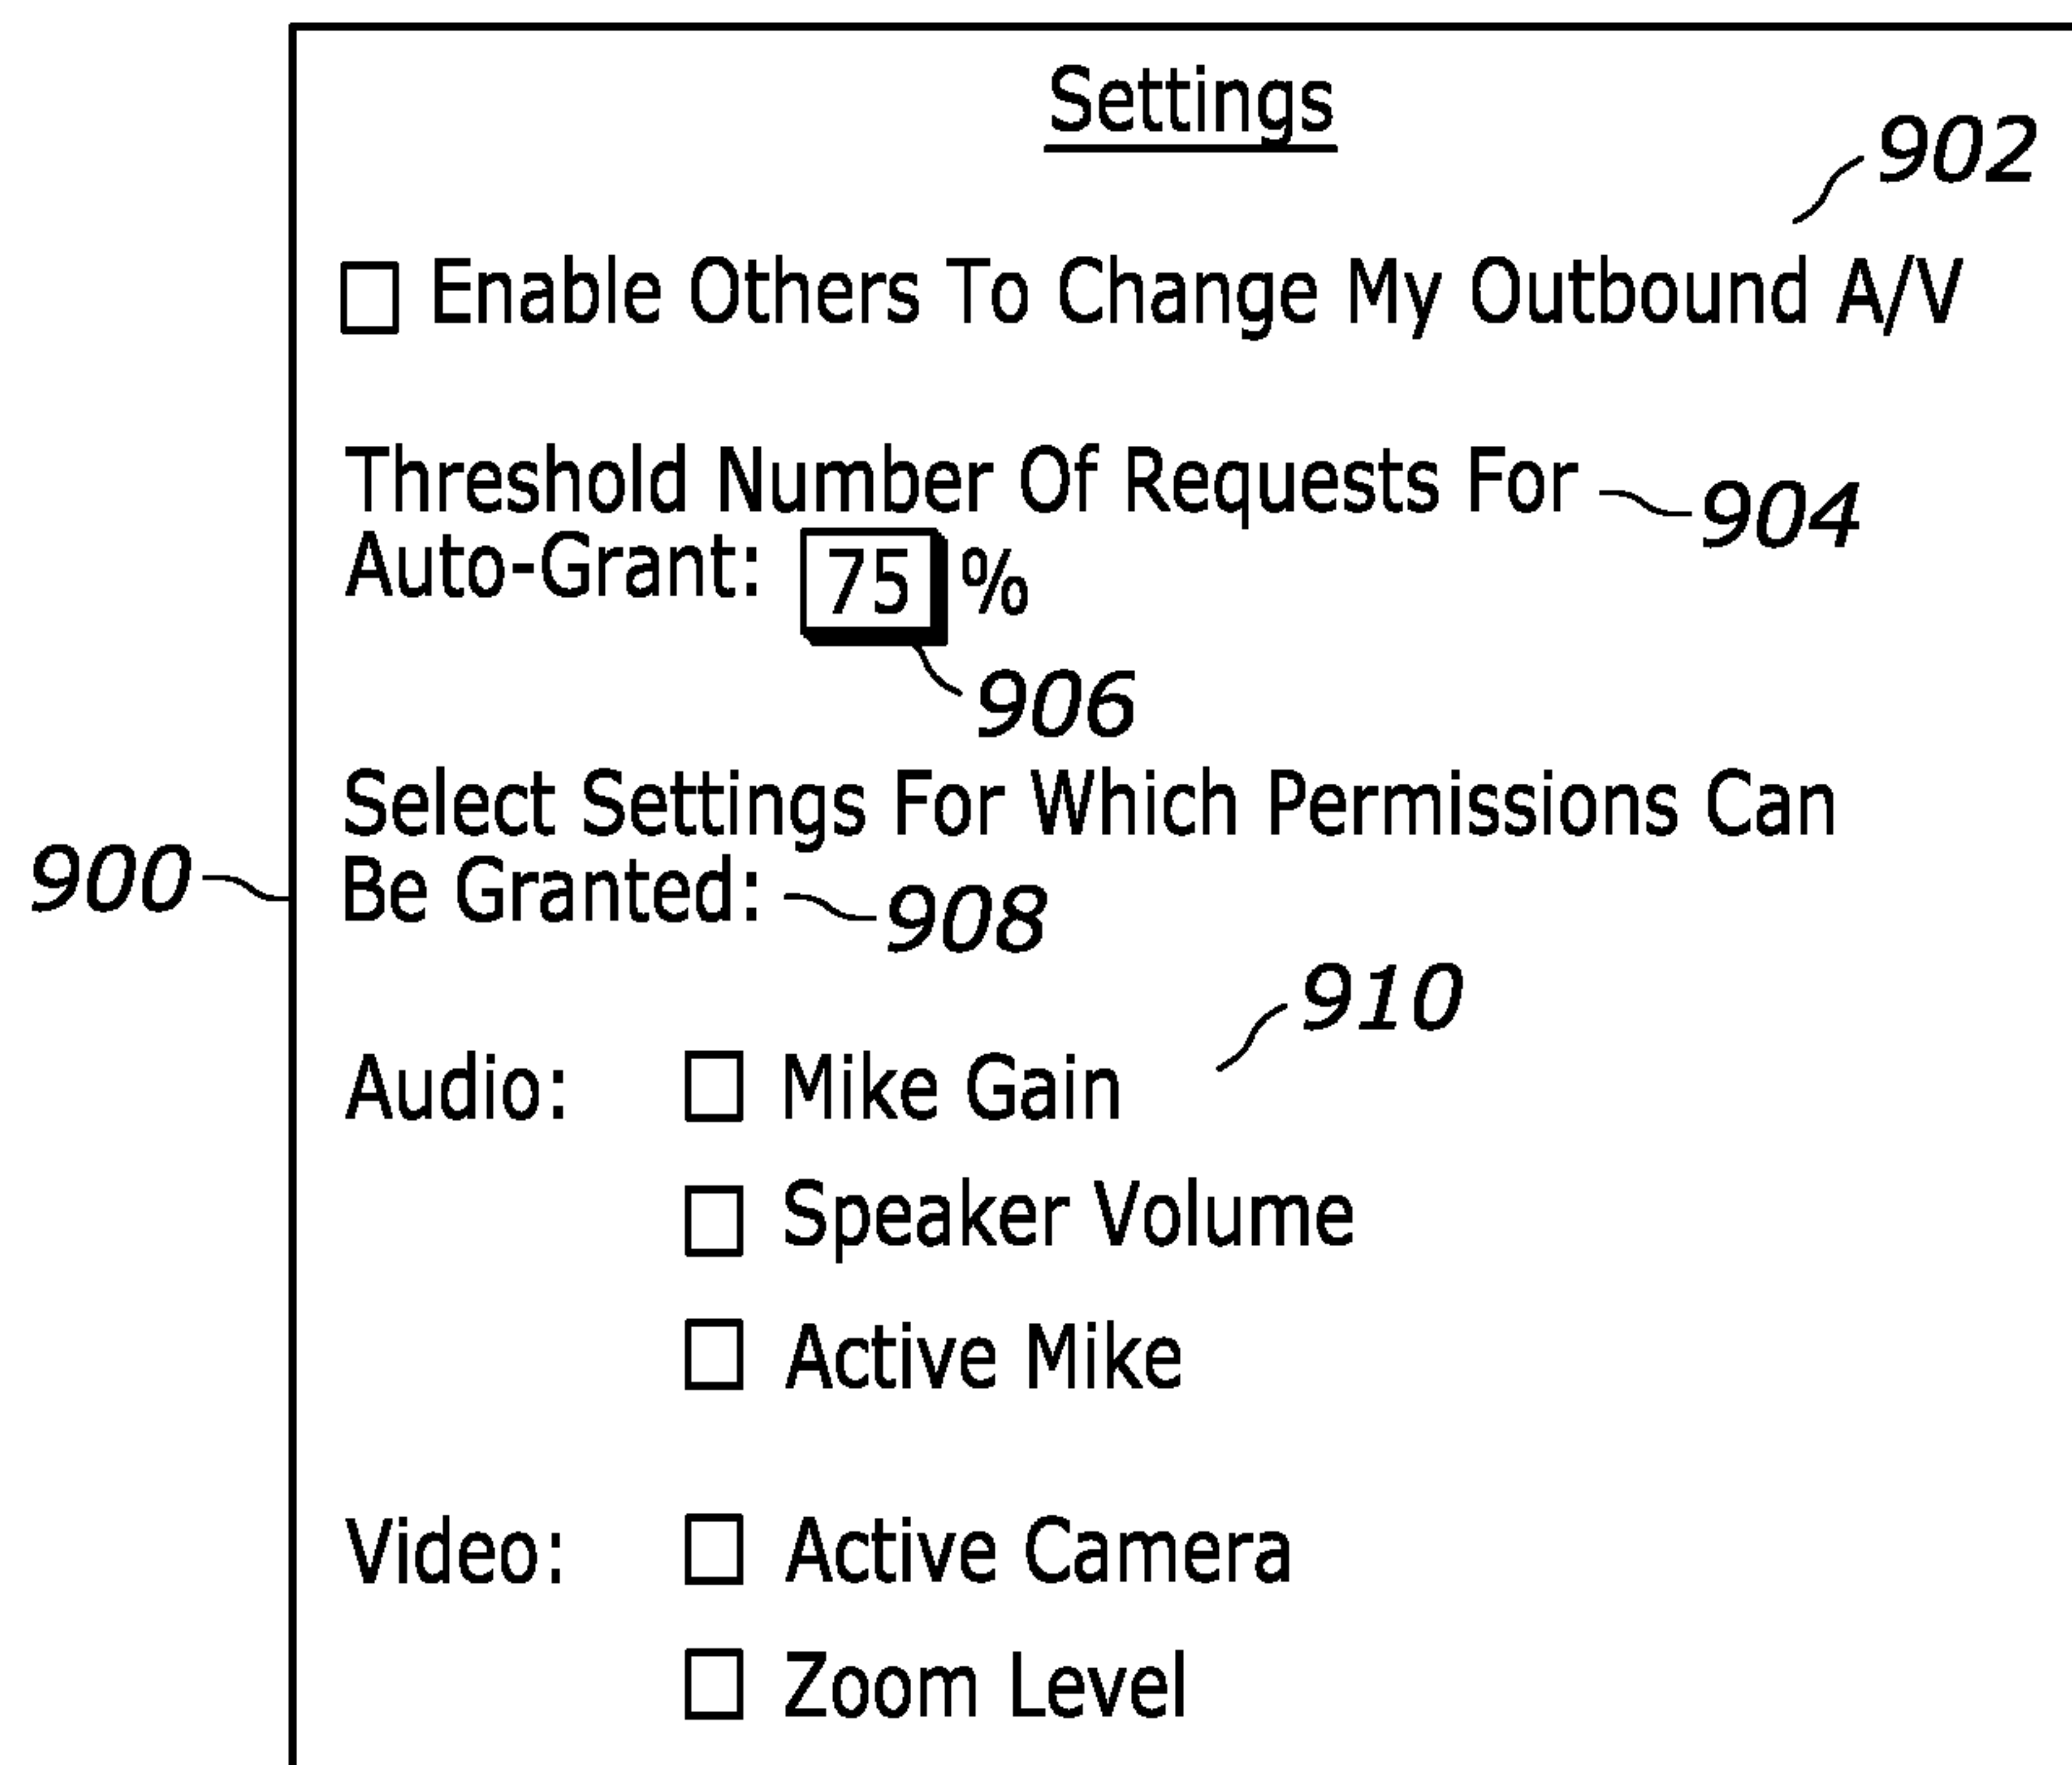 Settings
902
Enable Others To Change My Outbound A/V
Threshold Number Of Requests For 904
Auto-Grant: 75 %
906
Select Settings For Which Permissions Can
900 Be Granted: 908
910
Audio: Mike Gain
Speaker Volume
Active Mike
Video: Active Camera
Zoom Level